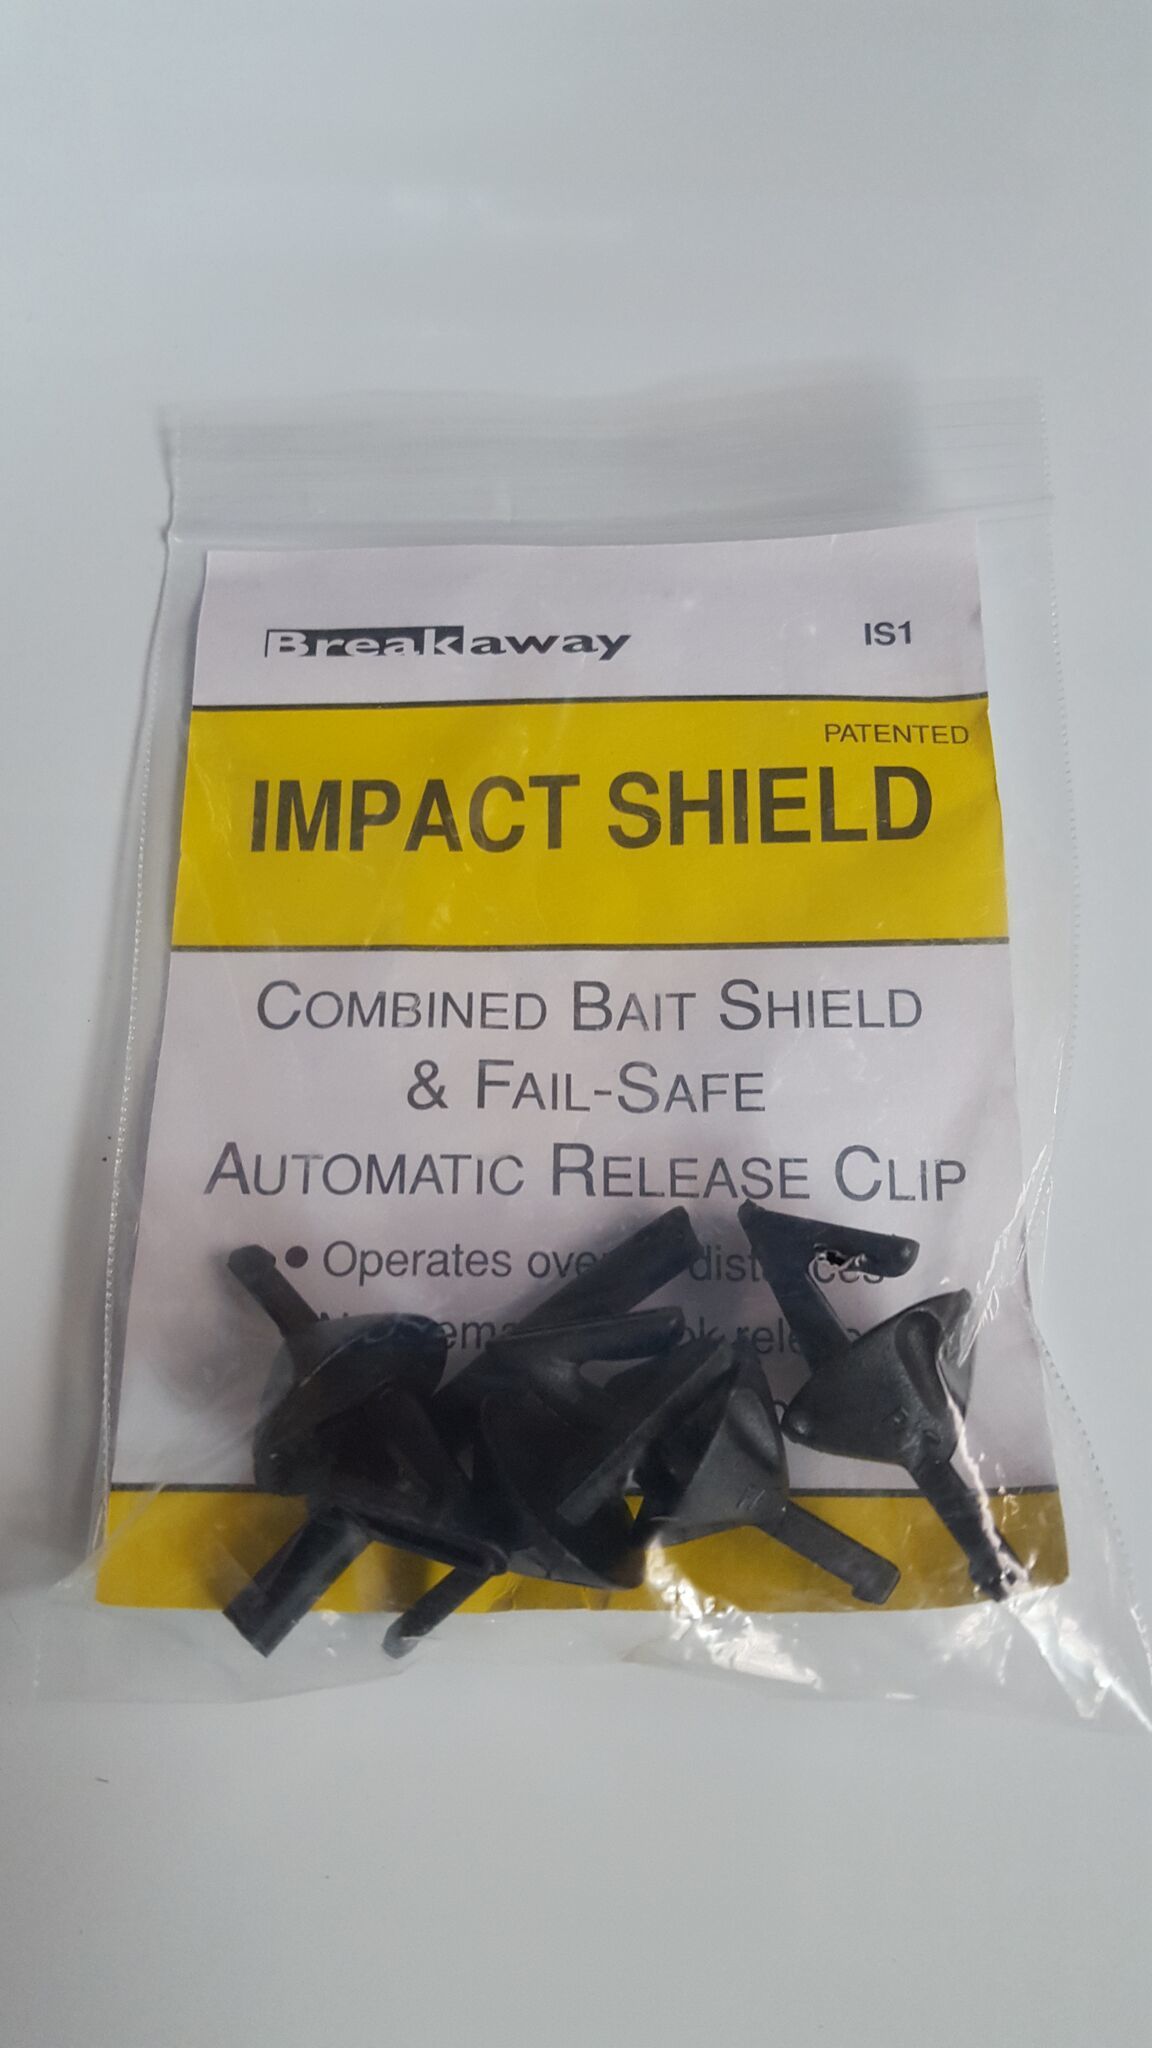 Breakaway
IS1
PATENTED
IMPACT SHIELD
COMBINED BAIT SHIELD
& FAIL-SAFE
AUTOMATIC RELEASE CLIP
• Operates